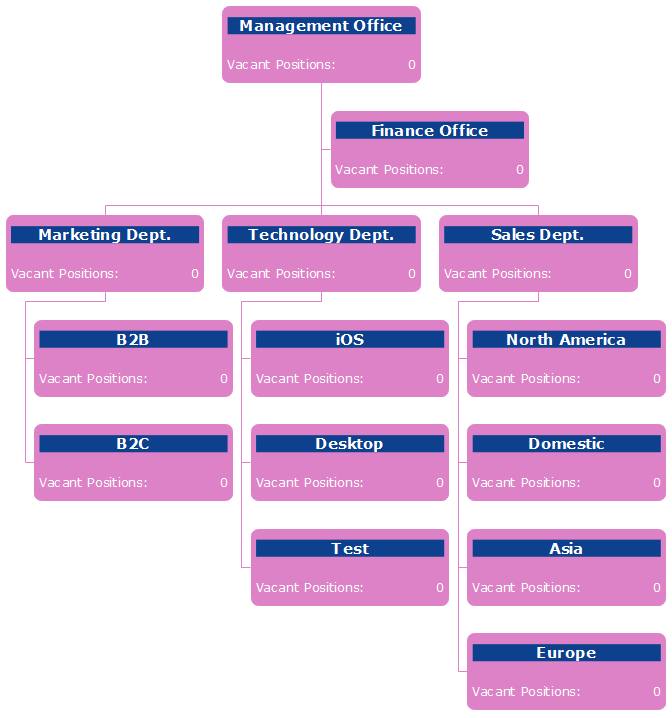 Management Office
Vacant Positions: 0
Finance Office
Vacant Positions: 0
Marketing Dept.
Vacant Positions: 0
Technology Dept.
Vacant Positions: 0
Sales Dept.
Vacant Positions: 0
B2B
Vacant Positions: 0
B2C
Vacant Positions: 0
iOS
Vacant Positions: 0
Desktop
Vacant Positions: 0
Test
Vacant Positions: 0
North America
Vacant Positions: 0
Domestic
Vacant Positions: 0
Asia
Vacant Positions: 0
Europe
Vacant Positions: 0